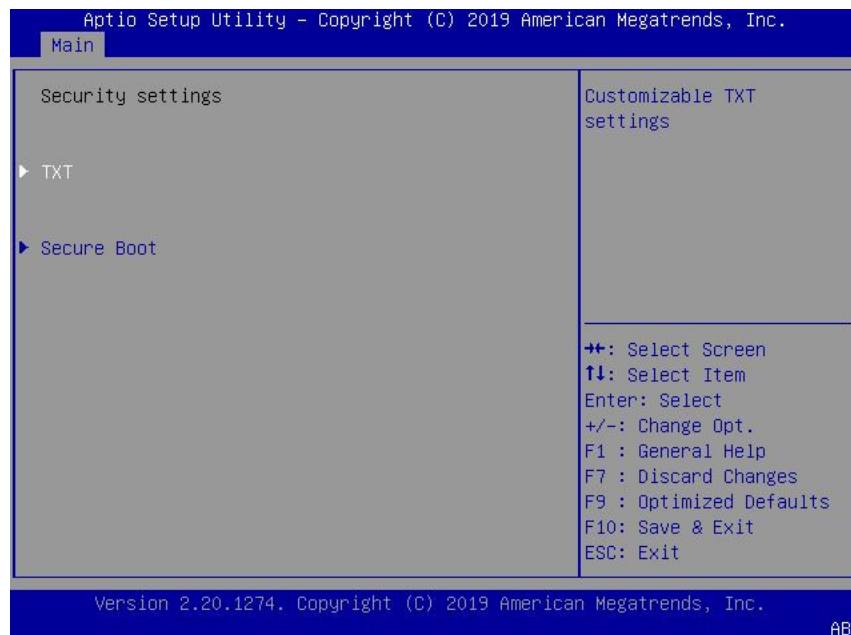 Aptio Setup Utility – Copyright (C) 2019 American Megatrends, Inc.
Main
Security settings
TXT
Secure Boot
Customizable TXT
settings
→←: Select Screen
↑↓: Select Item
Enter: Select
+/-: Change Opt.
F1 : General Help
F7 : Discard Changes
F9 : Optimized Defaults
F10: Save & Exit
ESC: Exit
Version 2.20.1274. Copyright (C) 2019 American Megatrends, Inc.
AB